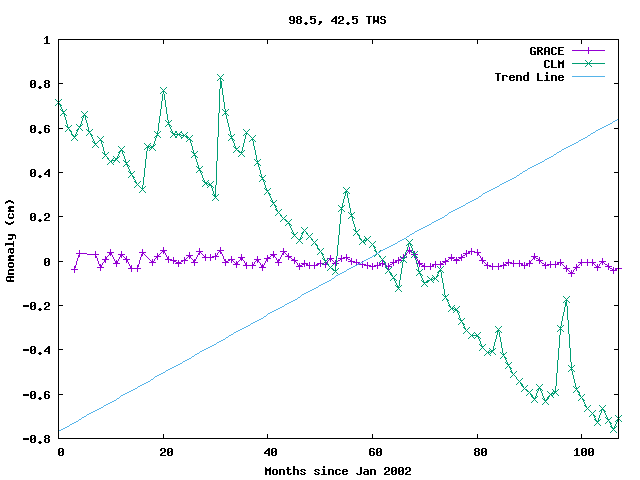 98.5, 42.5 TWS
GRACE
CLM
Trend Line
1
0.8
0.6
0.4
0.2
0
-0.2
-0.4
-0.6
-0.8
Anomaly (cm)
0 20 40 60 80 100
Months since Jan 2002